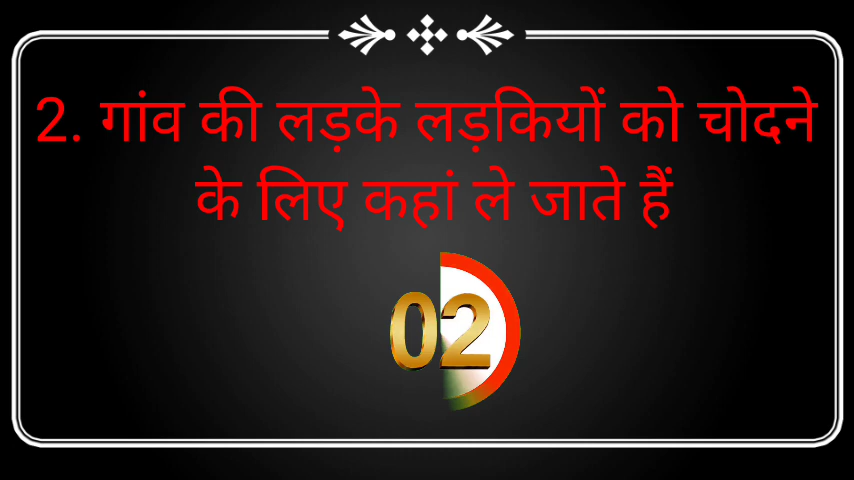 2. गांव की लड़के लड़कियों को चोदने
के लिए कहां ले जाते हैं
02